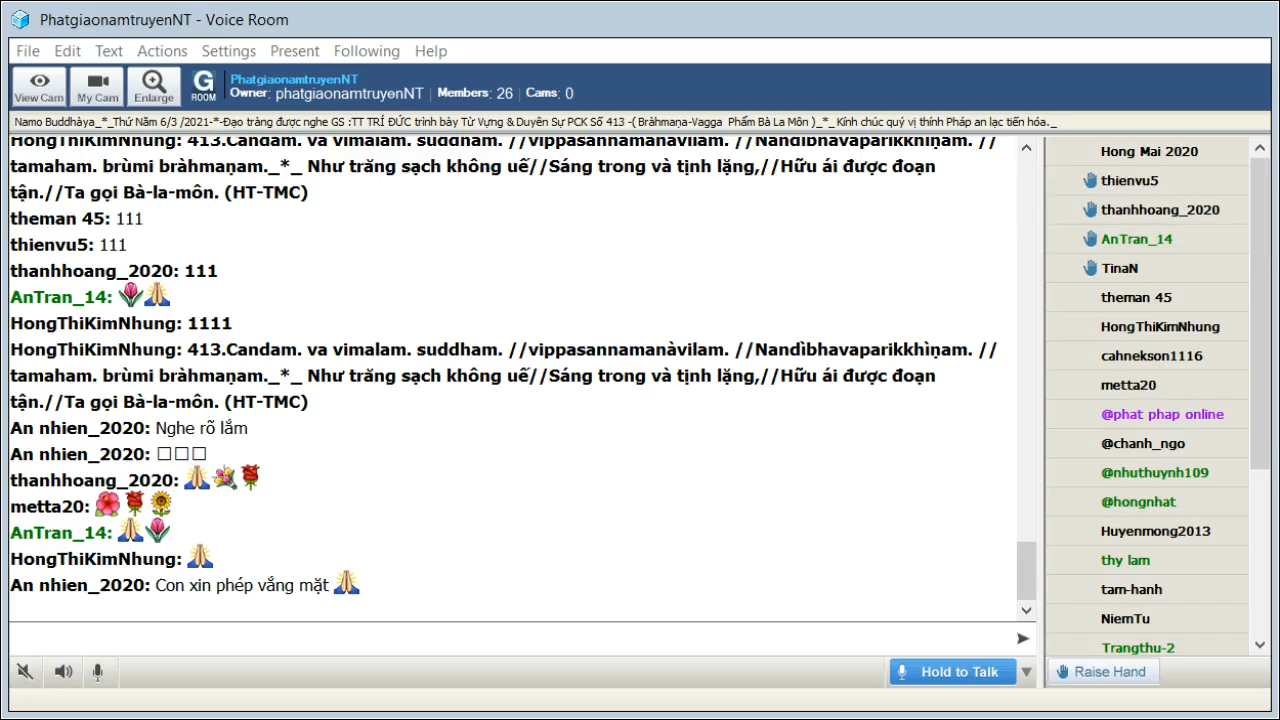 PhatgiaonamtruyenNT - Voice Room
File Edit Text Actions Settings Present Following Help
View Cam My Cam Enlarge G ROOM
PhatgiaonamtruyenNT
Owner: phatgiaonamtruyenNT Members: 26 Cams: 0
Namo Buddhàya_*_Thứ Năm 6/3 /2021-*-Đạo tràng được nghe GS :TT TRÍ ĐỨC trình bày Từ Vựng & Duyên Sự PCK Số 413 -( Bràhmaṇa-Vagga Phẩm Bà La Môn )_*_ Kính chúc quý vị thính Pháp an lạc tiến hóa._
HongThiKimNhung: 413.Candam. va vimalam. suddham. //vippasannamanàvilam. //Nandìbhavaparikkhìṇam. //
tamaham. brùmi bràhmaṇam._*_ Như trăng sạch không uế//Sáng trong và tịnh lặng,//Hữu ái được đoạn
tận.//Ta gọi Bà-la-môn. (HT-TMC)
theman 45: 111
thienvu5: 111
thanhhoang_2020: 111
AnTran_14: 🌷🙏
HongThiKimNhung: 1111
HongThiKimNhung: 413.Candam. va vimalam. suddham. //vippasannamanàvilam. //Nandìbhavaparikkhìṇam. //
tamaham. brùmi bràhmaṇam._*_ Như trăng sạch không uế//Sáng trong và tịnh lặng,//Hữu ái được đoạn
tận.//Ta gọi Bà-la-môn. (HT-TMC)
An nhien_2020: Nghe rõ lắm
An nhien_2020: □□□
thanhhoang_2020: 🙏💐🌹
metta20: 🌺🌹🌻
AnTran_14: 🙏🌷
HongThiKimNhung: 🙏
An nhien_2020: Con xin phép vắng mặt 🙏
Hong Mai 2020
thienvu5
thanhhoang_2020
AnTran_14
TinaN
theman 45
HongThiKimNhung
cahnekson1116
metta20
@phat phap online
@chanh_ngo
@nhuthuynh109
@hongnhat
Huyenmong2013
thy lam
tam-hanh
NiemTu
Trangthu-2
Hold to Talk
Raise Hand